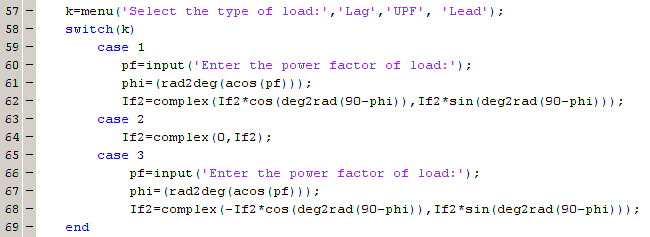 57 – k=menu('Select the type of load:','Lag','UPF', 'Lead');
58 – switch(k)
59 – case 1
60 – pf=input('Enter the power factor of load:');
61 – phi=(rad2deg(acos(pf)));
62 – If2=complex(If2*cos(deg2rad(90-phi)),If2*sin(deg2rad(90-phi)));
63 – case 2
64 – If2=complex(0,If2);
65 – case 3
66 – pf=input('Enter the power factor of load:');
67 – phi=(rad2deg(acos(pf)));
68 – If2=complex(-If2*cos(deg2rad(90-phi)),If2*sin(deg2rad(90-phi)));
69 – end